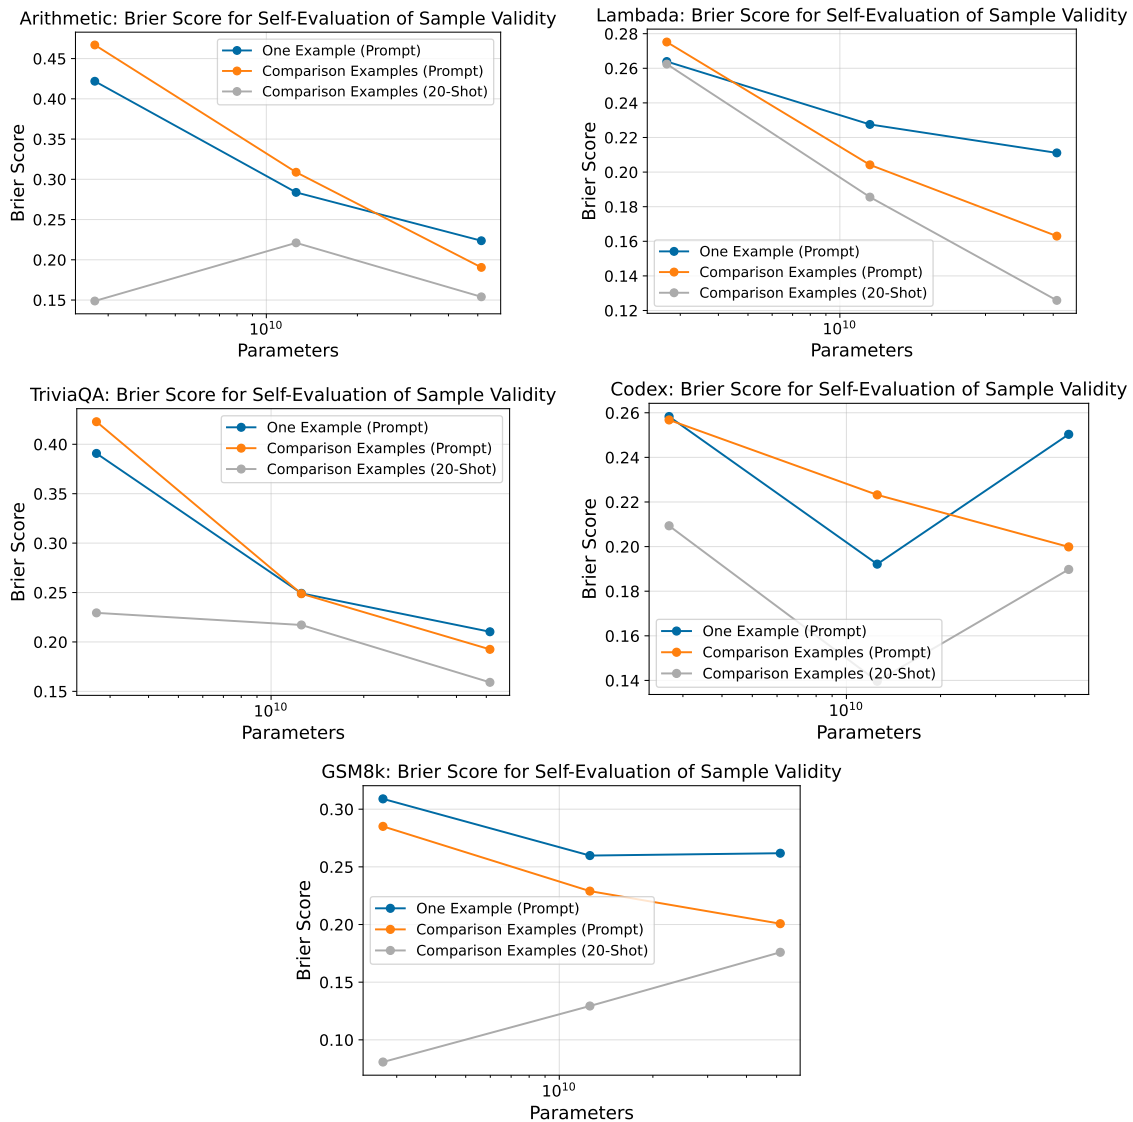 Arithmetic: Brier Score for Self-Evaluation of Sample Validity
One Example (Prompt)
Comparison Examples (Prompt)
Comparison Examples (20-Shot)
0.45
0.40
0.35
0.30
0.25
0.20
0.15
Brier Score
10^10
Parameters
Lambada: Brier Score for Self-Evaluation of Sample Validity
0.28
0.26
0.24
0.22
0.20
0.18
0.16
0.14
0.12
Brier Score
One Example (Prompt)
Comparison Examples (Prompt)
Comparison Examples (20-Shot)
10^10
Parameters
TriviaQA: Brier Score for Self-Evaluation of Sample Validity
One Example (Prompt)
Comparison Examples (Prompt)
Comparison Examples (20-Shot)
0.40
0.35
0.30
0.25
0.20
0.15
Brier Score
10^10
Parameters
Codex: Brier Score for Self-Evaluation of Sample Validity
0.26
0.24
0.22
0.20
0.18
0.16
0.14
Brier Score
One Example (Prompt)
Comparison Examples (Prompt)
Comparison Examples (20-Shot)
10^10
Parameters
GSM8k: Brier Score for Self-Evaluation of Sample Validity
0.30
0.25
0.20
0.15
0.10
Brier Score
One Example (Prompt)
Comparison Examples (Prompt)
Comparison Examples (20-Shot)
10^10
Parameters